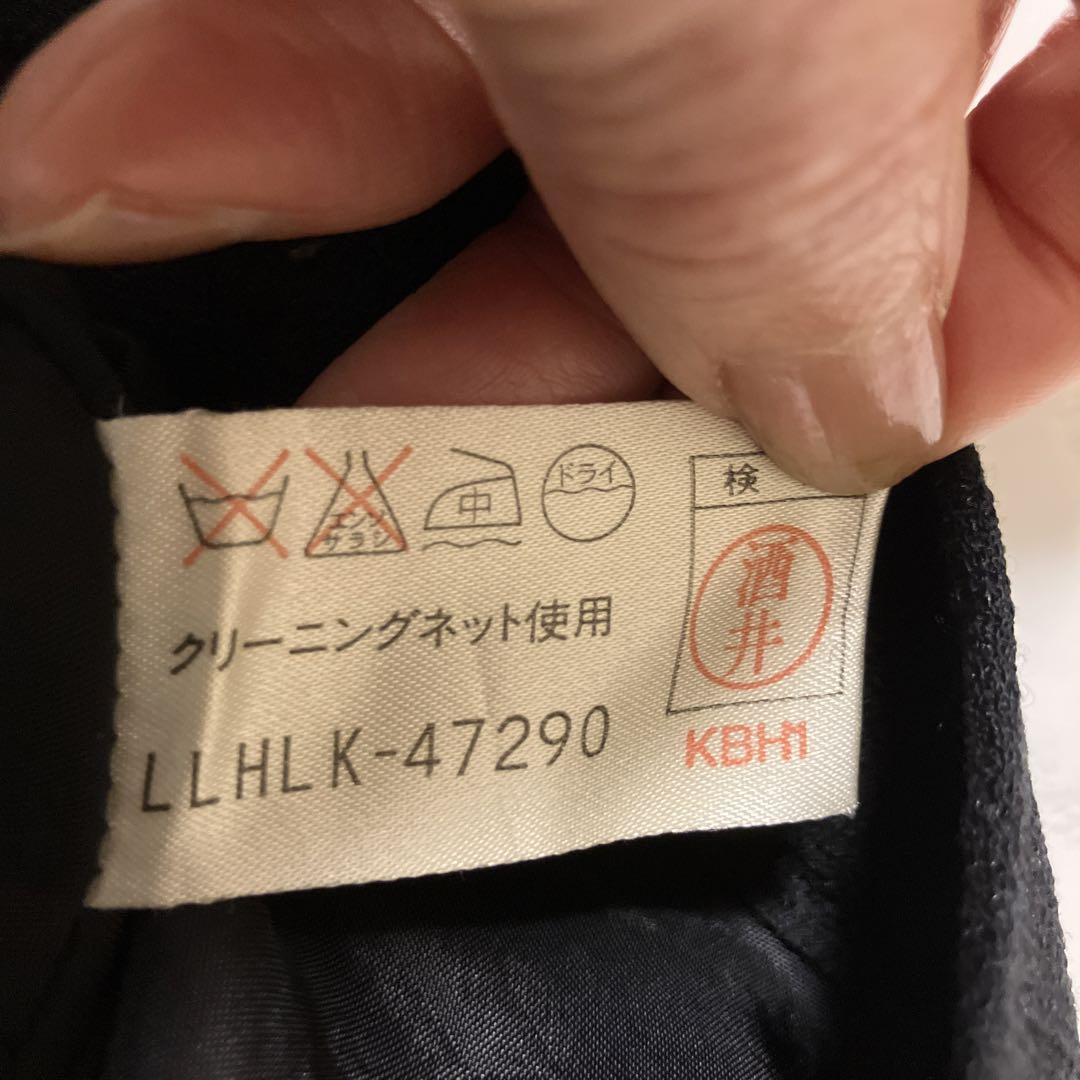 エンソ
サラシ
中
ドライ
クリーニングネット使用
LLHLK-47290
検
酒井
KBH1